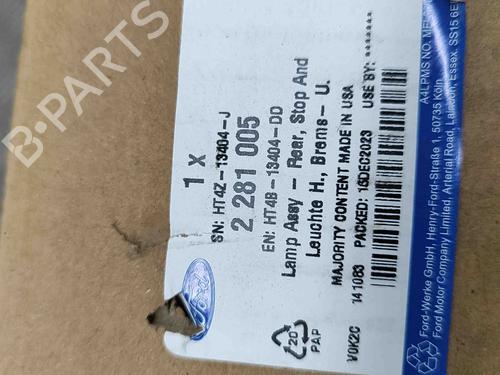 1 x
SN: HT4Z-13404-J
2 281 005
EN: HT4B-13404-DD
Lamp Assy - Rear, Stop And
Leuchte H., Brems- U.
MAJORITY CONTENT MADE IN USA
141083 PACKED: 15DEC2023 USE BY: *******
V0K2C
20
PAP
Ford
A4LPMS NO.
Ford-Werke GmbH, Henry-Ford-Straße 1, 50735 Köln
Ford Motor Company Limited, Arterial Road, Laindon, Essex, SS15 6EE
B-PARTS